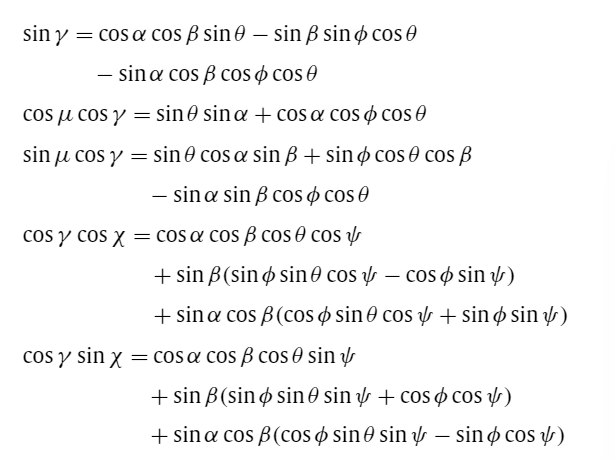 sin γ = cos α cos β sin θ − sin β sin ϕ cos θ
− sin α cos β cos ϕ cos θ
cos μ cos γ = sin θ sin α + cos α cos ϕ cos θ
sin μ cos γ = sin θ cos α sin β + sin ϕ cos θ cos β
− sin α sin β cos ϕ cos θ
cos γ cos χ = cos α cos β cos θ cos ψ
+ sin β(sin ϕ sin θ cos ψ − cos ϕ sin ψ)
+ sin α cos β(cos ϕ sin θ cos ψ + sin ϕ sin ψ)
cos γ sin χ = cos α cos β cos θ sin ψ
+ sin β(sin ϕ sin θ sin ψ + cos ϕ cos ψ)
+ sin α cos β(cos ϕ sin θ sin ψ − sin ϕ cos ψ)